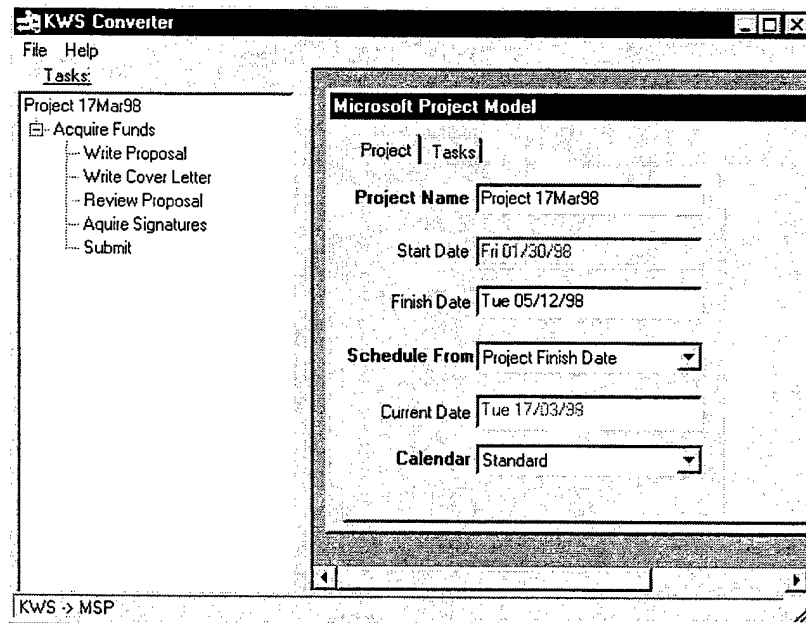 KWS Converter
File Help
Tasks:
Project 17Mar98
Acquire Funds
Write Proposal
Write Cover Letter
Review Proposal
Aquire Signatures
Submit
Microsoft Project Model
Project Tasks
Project Name Project 17Mar98
Start Date Fri 01/30/98
Finish Date Tue 05/12/98
Schedule From Project Finish Date
Current Date Tue 17/03/98
Calendar Standard
KWS -> MSP